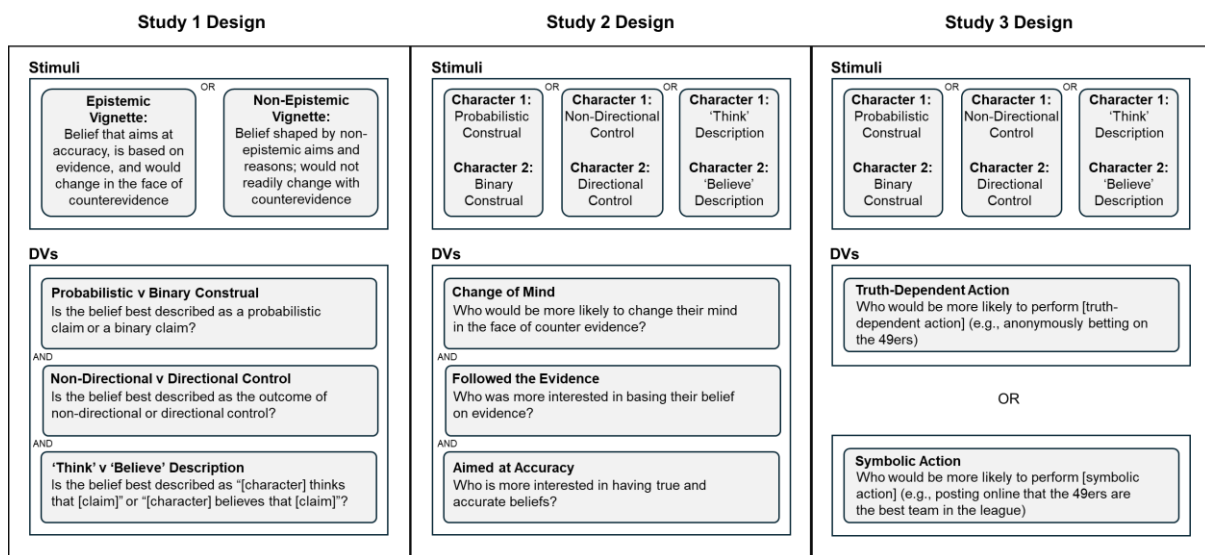 Study 1 Design
Stimuli
OR
Epistemic
Vignette:
Belief that aims at
accuracy, is based on
evidence, and would
change in the face of
counterevidence
Non-Epistemic
Vignette:
Belief shaped by non-
epistemic aims and
reasons; would not
readily change with
counterevidence
DVs
Probabilistic v Binary Construal
Is the belief best described as a probabilistic
claim or a binary claim?
AND
Non-Directional v Directional Control
Is the belief best described as the outcome of
non-directional or directional control?
AND
‘Think’ v ‘Believe’ Description
Is the belief best described as “[character] thinks
that [claim]” or “[character] believes that [claim]”?
Study 2 Design
Stimuli
OR
OR
Character 1:
Probabilistic
Construal
Character 2:
Binary
Construal
Character 1:
Non-Directional
Control
Character 2:
Directional
Control
Character 1:
‘Think’
Description
Character 2:
‘Believe’
Description
DVs
Change of Mind
Who would be more likely to change their mind
in the face of counter evidence?
AND
Followed the Evidence
Who was more interested in basing their belief
on evidence?
AND
Aimed at Accuracy
Who is more interested in having true and
accurate beliefs?
Study 3 Design
Stimuli
OR
OR
Character 1:
Probabilistic
Construal
Character 2:
Binary
Construal
Character 1:
Non-Directional
Control
Character 2:
Directional
Control
Character 1:
‘Think’
Description
Character 2:
‘Believe’
Description
DVs
Truth-Dependent Action
Who would be more likely to perform [truth-
dependent action] (e.g., anonymously betting on
the 49ers)
OR
Symbolic Action
Who would be more likely to perform [symbolic
action] (e.g., posting online that the 49ers are
the best team in the league)